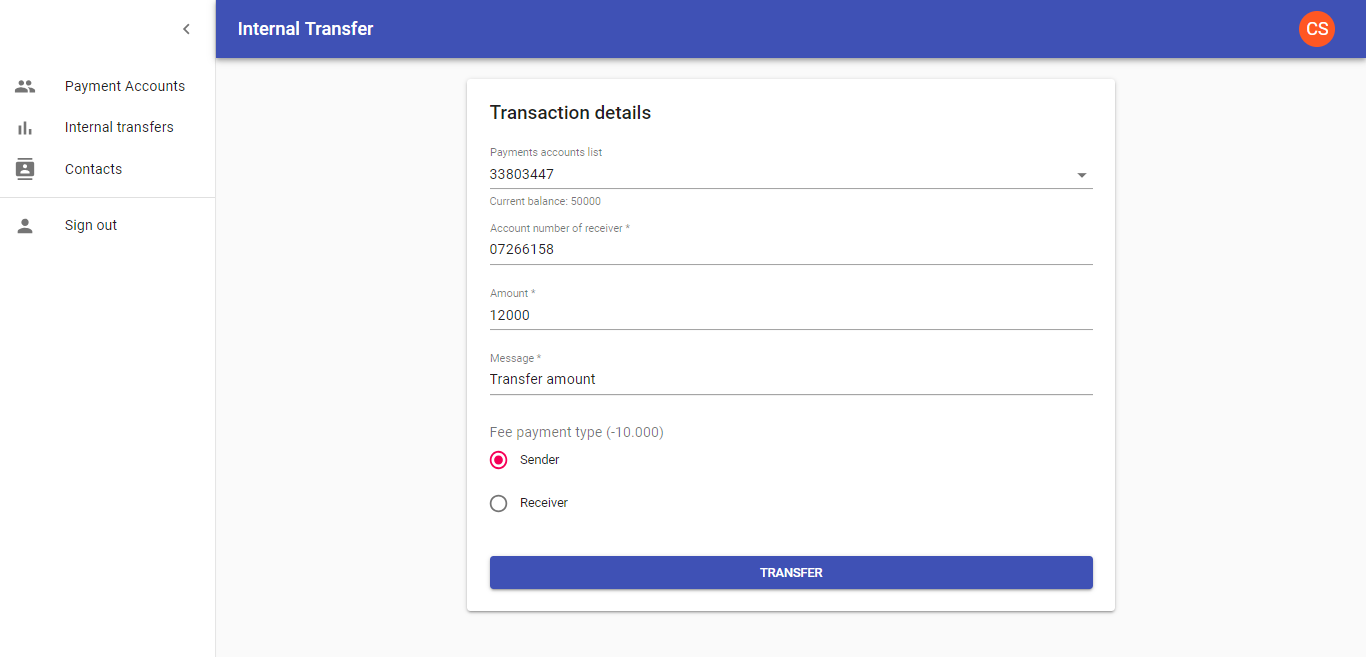 Internal Transfer
CS
Payment Accounts
Internal transfers
Contacts
Sign out
Transaction details
Payments accounts list
33803447
Current balance: 50000
Account number of receiver *
07266158
Amount *
12000
Message *
Transfer amount
Fee payment type (-10.000)
Sender
Receiver
TRANSFER